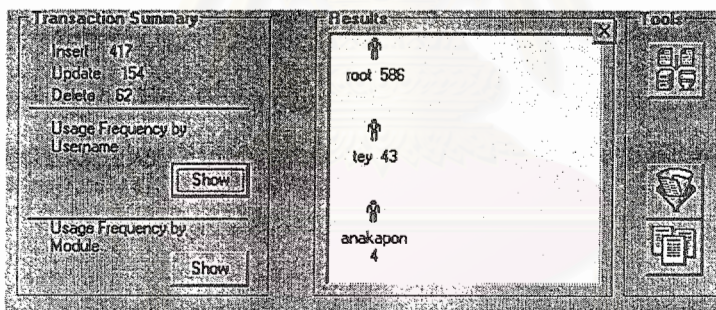 Transaction Summary
Insert 417
Update 154
Delete 62
Usage Frequency by
Username
Show
Usage Frequency by
Module
Show
Results
root 586
tey 43
anakapon
4
Tools